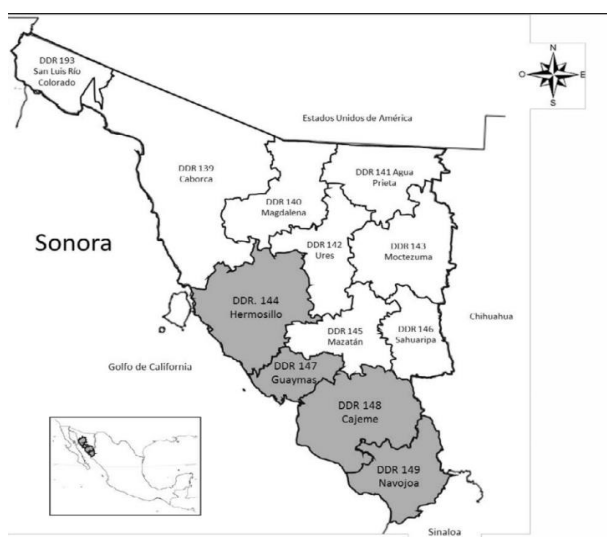 DDR 193
San Luis Río
Colorado
N
O
E
S
Estados Unidos de América
DDR 139
Caborca
DDR 140
Magdalena
DDR 141 Agua
Prieta
Sonora
DDR 142
Ures
DDR 143
Moctezuma
DDR. 144
Hermosillo
DDR 145
Mazatán
DDR 146
Sahuaripa
Chihuahua
Golfo de California
DDR 147
Guaymas
DDR 148
Cajeme
DDR 149
Navojoa
Sinaloa